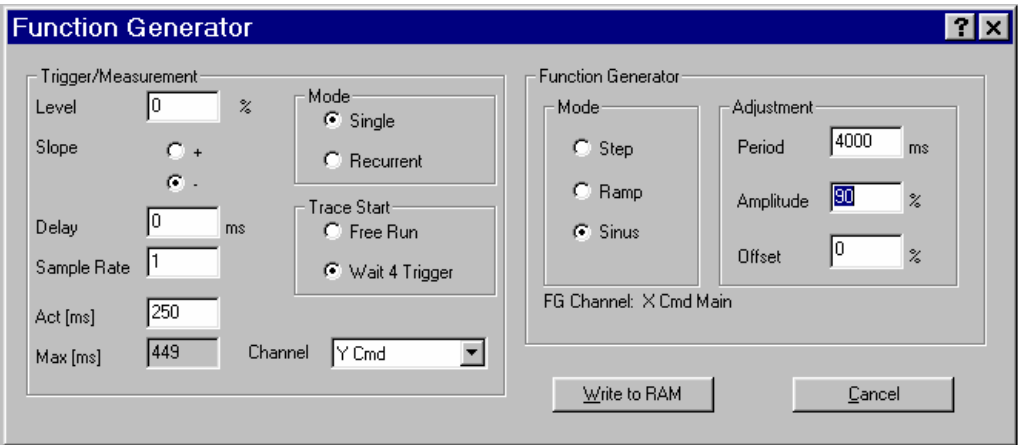 Function Generator
Trigger/Measurement
Level 0 %
Slope +
-
Delay 0 ms
Sample Rate 1
Act [ms] 250
Max [ms] 449
Mode
Single
Recurrent
Trace Start
Free Run
Wait 4 Trigger
Channel Y Cmd
Function Generator
Mode
Step
Ramp
Sinus
Adjustment
Period 4000 ms
Amplitude 90 %
Offset 0 %
FG Channel: X Cmd Main
Write to RAM
Cancel